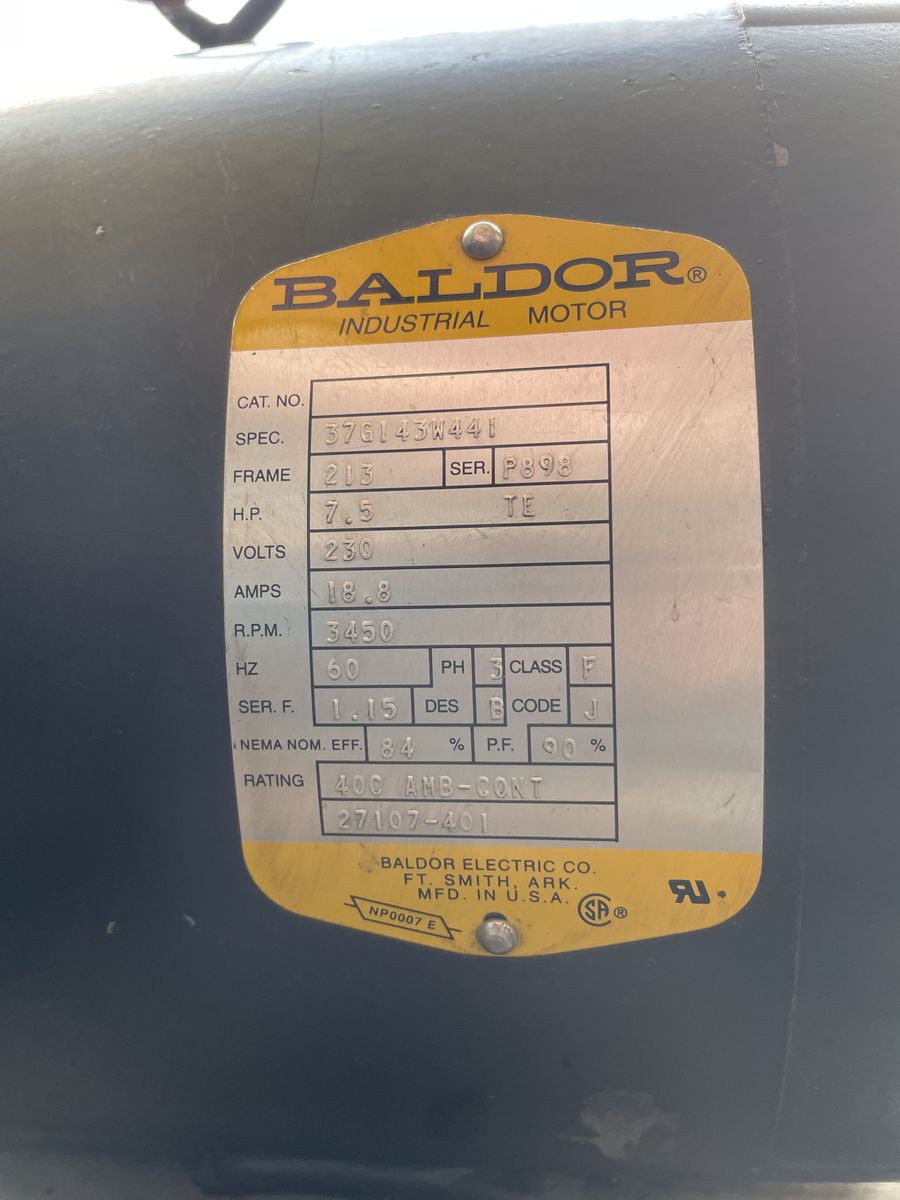 BALDOR®
INDUSTRIAL MOTOR
CAT. NO.
SPEC. 37G143W441
FRAME 213 SER. P898
H.P. 7.5 TE
VOLTS 230
AMPS 18.8
R.P.M. 3450
HZ 60 PH 3 CLASS F
SER. F. 1.15 DES B CODE J
NEMA NOM. EFF. 84 % P.F. 90 %
RATING 40C AMB-CONT
27107-401
BALDOR ELECTRIC CO.
FT. SMITH, ARK.
MFD. IN U.S.A.
NP0007 E
SA ®
RU